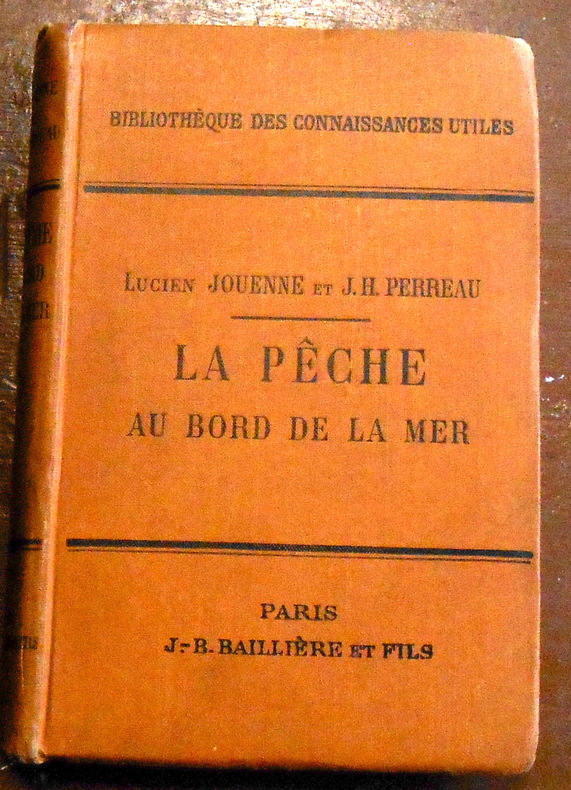 BIBLIOTHÈQUE DES CONNAISSANCES UTILES
LUCIEN JOUENNE ET J. H. PERREAU
LA PÊCHE
AU BORD DE LA MER
PARIS
J.-B. BAILLIÈRE ET FILS